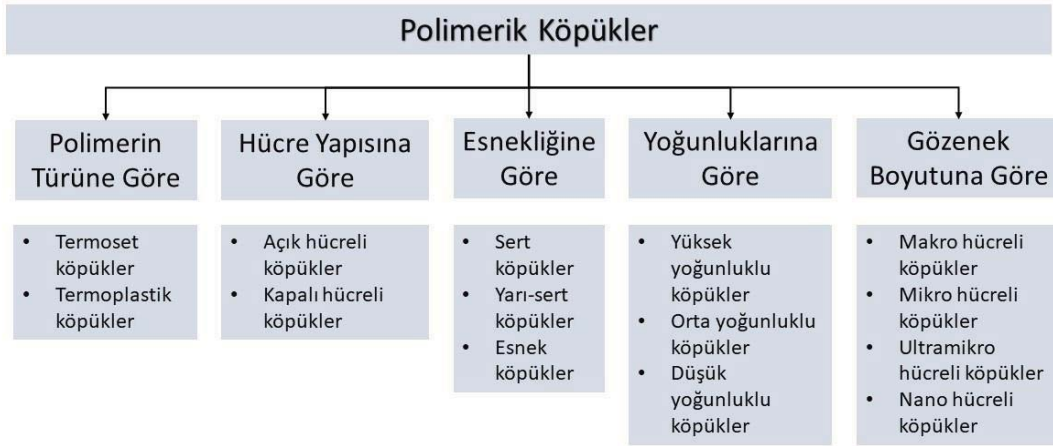 Polimerik Köpükler
Polimerin
Türüne Göre
Hücre Yapısına
Göre
Esnekliğine
Göre
Yoğunluklarına
Göre
Gözenek
Boyutuna Göre
• Termoset
köpükler
• Termoplastik
köpükler
• Açık hücreli
köpükler
• Kapalı hücreli
köpükler
• Sert
köpükler
• Yarı-sert
köpükler
• Esnek
köpükler
• Yüksek
yoğunluklu
köpükler
• Orta yoğunluklu
köpükler
• Düşük
yoğunluklu
köpükler
• Makro hücreli
köpükler
• Mikro hücreli
köpükler
• Ultramikro
hücreli köpükler
• Nano hücreli
köpükler